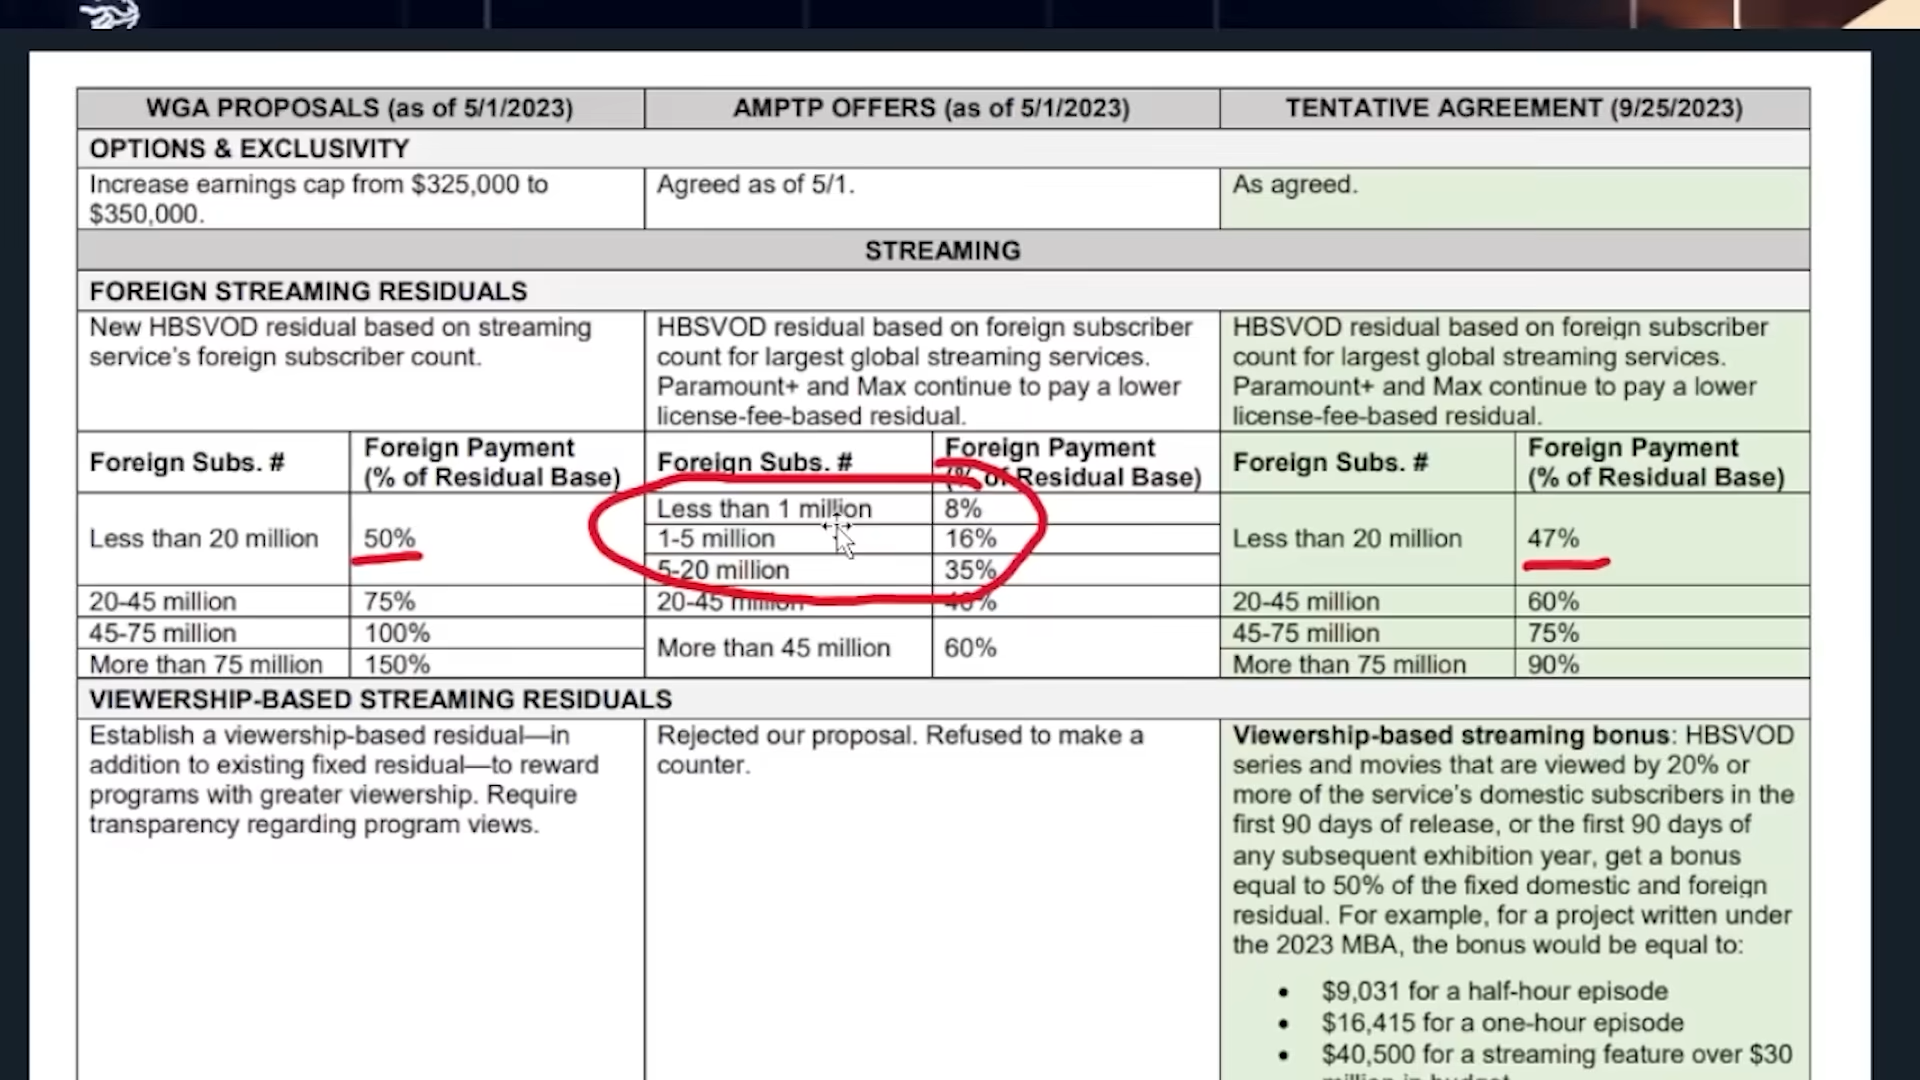 WGA PROPOSALS (as of 5/1/2023)
AMPTP OFFERS (as of 5/1/2023)
TENTATIVE AGREEMENT (9/25/2023)
OPTIONS & EXCLUSIVITY
Increase earnings cap from $325,000 to
$350,000.
Agreed as of 5/1.
As agreed.
STREAMING
FOREIGN STREAMING RESIDUALS
New HBSVOD residual based on streaming
service's foreign subscriber count.
HBSVOD residual based on foreign subscriber
count for largest global streaming services.
Paramount+ and Max continue to pay a lower
license-fee-based residual.
HBSVOD residual based on foreign subscriber
count for largest global streaming services.
Paramount+ and Max continue to pay a lower
license-fee-based residual.
Foreign Subs. #
Foreign Payment
(% of Residual Base)
Less than 20 million
50%
20-45 million
75%
45-75 million
100%
More than 75 million
150%
Foreign Subs. #
Foreign Payment
(% of Residual Base)
Less than 1 million
8%
1-5 million
16%
5-20 million
35%
20-45 million
More than 45 million
60%
Foreign Subs. #
Foreign Payment
(% of Residual Base)
Less than 20 million
47%
20-45 million
60%
45-75 million
75%
More than 75 million
90%
VIEWERSHIP-BASED STREAMING RESIDUALS
Establish a viewership-based residual—in
addition to existing fixed residual—to reward
programs with greater viewership. Require
transparency regarding program views.
Rejected our proposal. Refused to make a
counter.
Viewership-based streaming bonus: HBSVOD
series and movies that are viewed by 20% or
more of the service's domestic subscribers in the
first 90 days of release, or the first 90 days of
any subsequent exhibition year, get a bonus
equal to 50% of the fixed domestic and foreign
residual. For example, for a project written under
the 2023 MBA, the bonus would be equal to:
• $9,031 for a half-hour episode
• $16,415 for a one-hour episode
• $40,500 for a streaming feature over $30